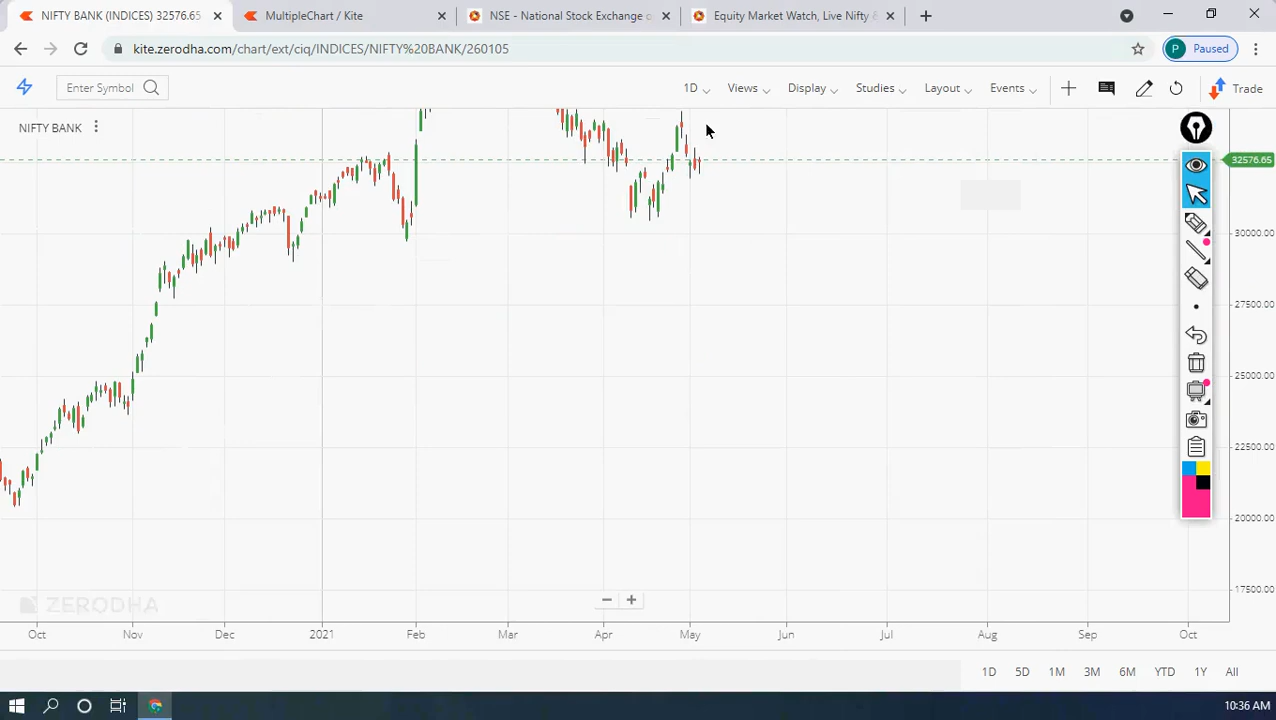 NIFTY BANK (INDICES) 32576.65
MultipleChart / Kite
NSE - National Stock Exchange o
Equity Market Watch, Live Nifty &
kite.zerodha.com/chart/ext/ciq/INDICES/NIFTY%20BANK/260105
P Paused
Enter Symbol
1D Views Display Studies Layout Events Trade
NIFTY BANK
32576.65
30000.00
27500.00
25000.00
22500.00
20000.00
17500.00
ZERODHA
Oct Nov Dec 2021 Feb Mar Apr May Jun Jul Aug Sep Oct
1D 5D 1M 3M 6M YTD 1Y All
10:36 AM